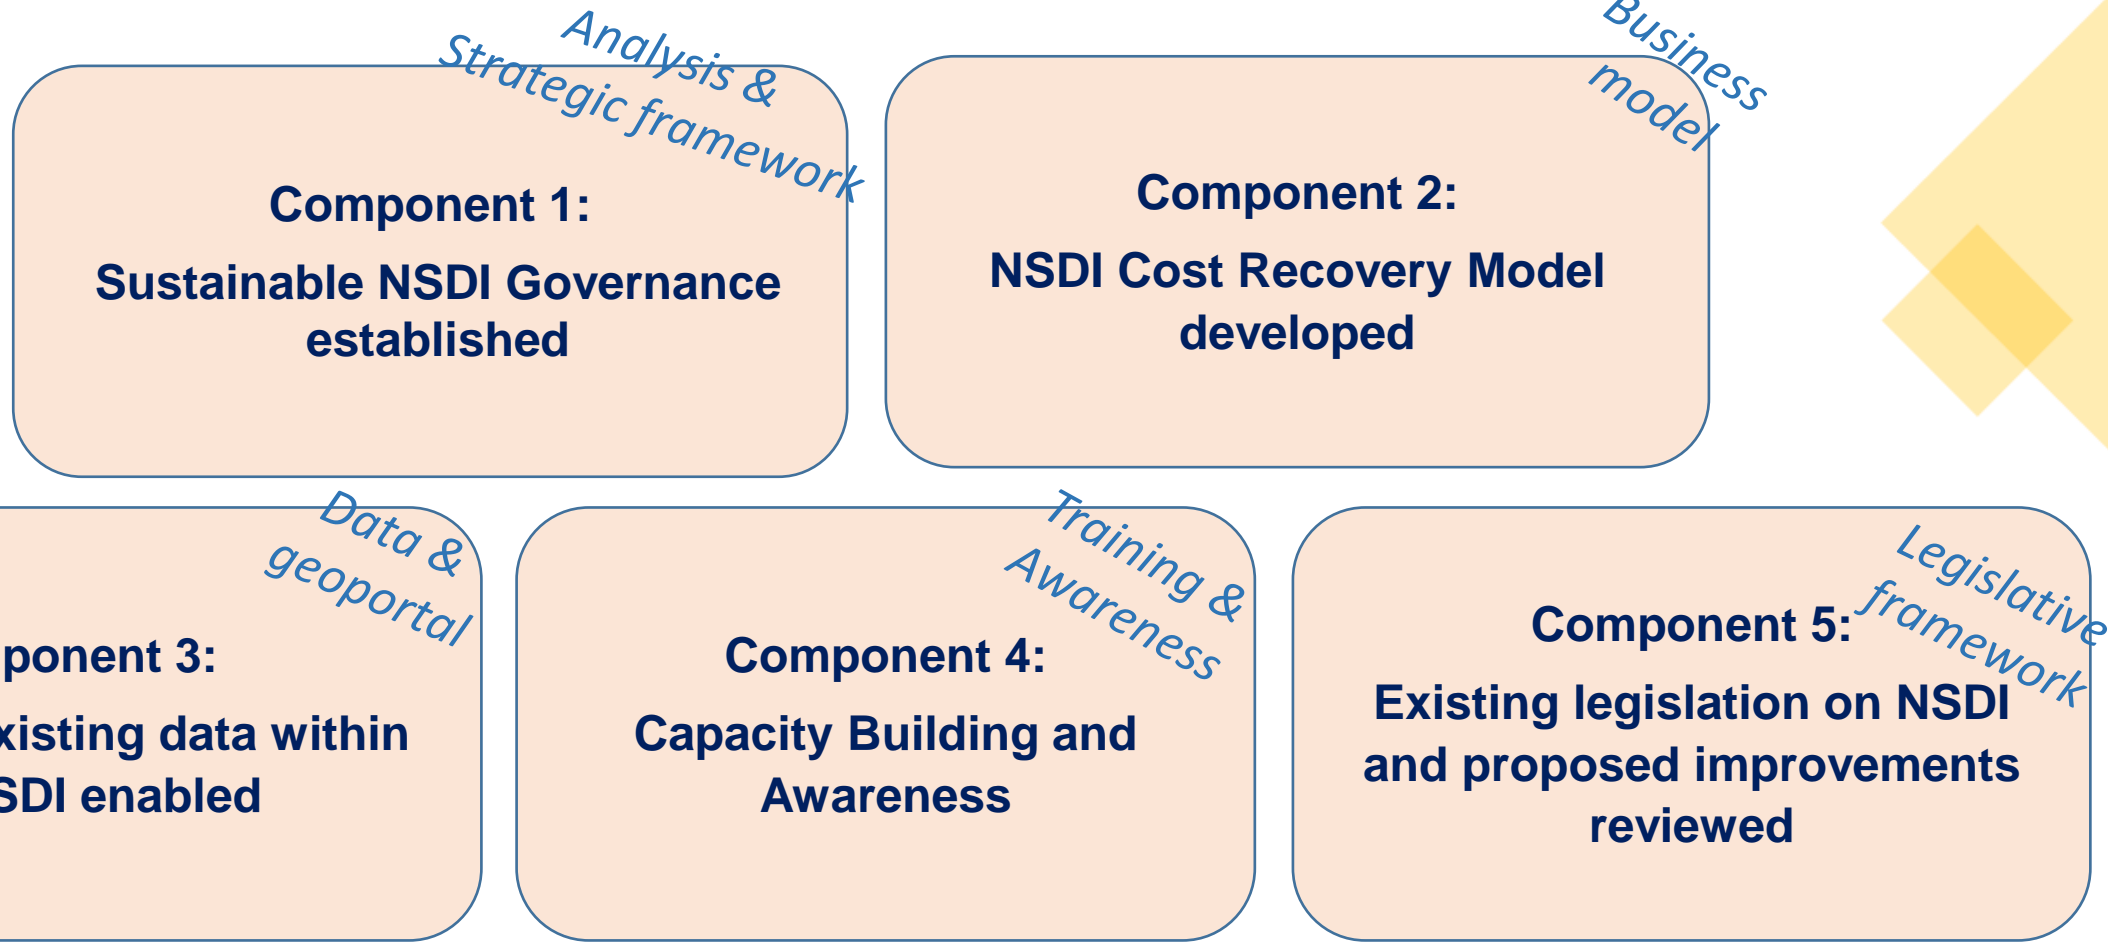 Analysis &
Strategic framework
Component 1:
Sustainable NSDI Governance
established
Business
model
Component 2:
NSDI Cost Recovery Model
developed
Data &
geoportal
ponent 3:
xisting data within
SDI enabled
Training &
Awareness
Component 4:
Capacity Building and
Awareness
Legislative
framework
Component 5:
Existing legislation on NSDI
and proposed improvements
reviewed